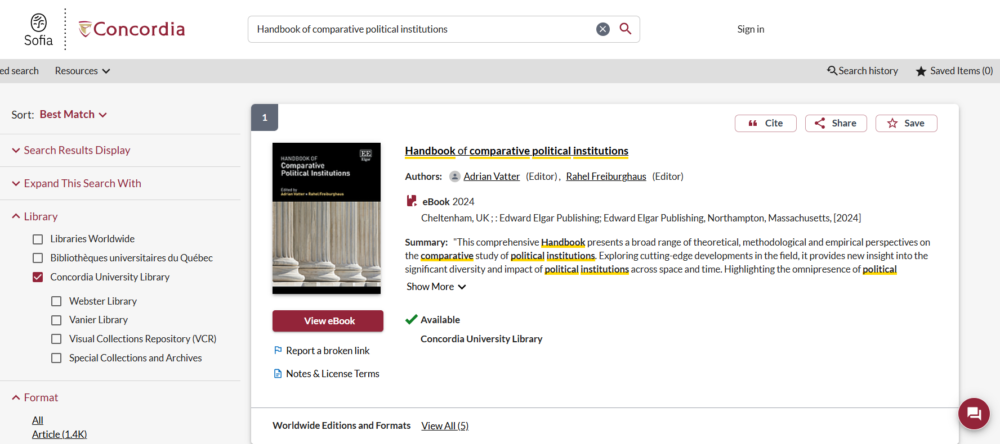 Sofia
Concordia
Handbook of comparative political institutions
Sign in
ed search
Resources
Search history
Saved Items (0)
Sort: Best Match
Search Results Display
Expand This Search With
Library
Libraries Worldwide
Bibliothèques universitaires du Québec
Concordia University Library
Webster Library
Vanier Library
Visual Collections Repository (VCR)
Special Collections and Archives
Format
All
Article (1.4K)
1
Cite
Share
Save
EE
Elgar
HANDBOOK OF
Comparative
Political Institutions
Edited by
Adrian Vatter • Rahel Freiburghaus
Handbook of comparative political institutions
Authors: Adrian Vatter (Editor), Rahel Freiburghaus (Editor)
eBook 2024
Cheltenham, UK ; : Edward Elgar Publishing; Edward Elgar Publishing, Northampton, Massachusetts, [2024]
Summary: "This comprehensive Handbook presents a broad range of theoretical, methodological and empirical perspectives on
the comparative study of political institutions. Exploring cutting-edge developments in the field, it provides new insight into the
significant diversity and impact of political institutions across space and time. Highlighting the omnipresence of political
Show More
View eBook
Report a broken link
Notes & License Terms
Available
Concordia University Library
Worldwide Editions and Formats View All (5)